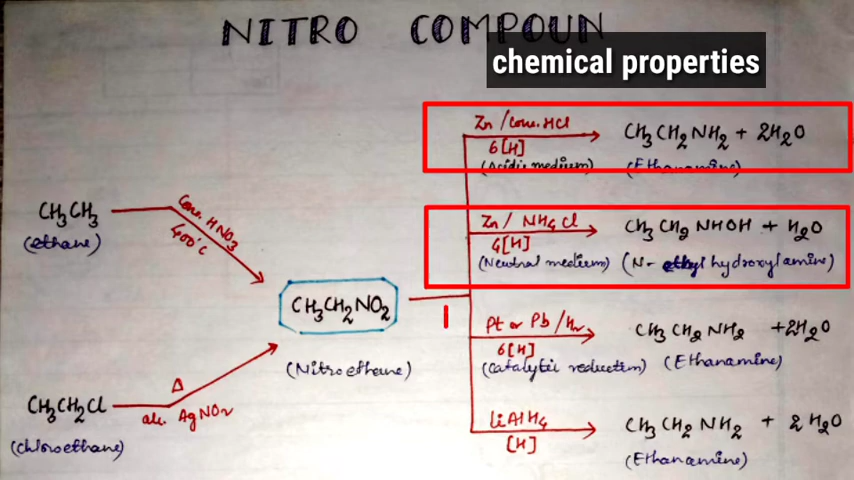 NITRO COMPOUN
chemical properties
Zn / Conc. HCl
6[H]
(Acidic medium)
CH3CH2NH2 + 2H2O
(Ethanamine)
CH3CH3
(ethane)
Conc. HNO3
400°C
Zn / NH4Cl
4[H]
(Neutral medium)
CH3CH2NHOH + H2O
(N- ethyl hydroxylamine)
CH3CH2NO2
(Nitroethane)
Pt or Pb /
6[H]
(Catalytic reduction)
CH3CH2NH2 +2H2O
(Ethanamine)
CH3CH2Cl
(Chloroethane)
Δ
alc. AgNO2
LiAlH4
[H]
CH3CH2NH2 + 2H2O
(Ethanamine)